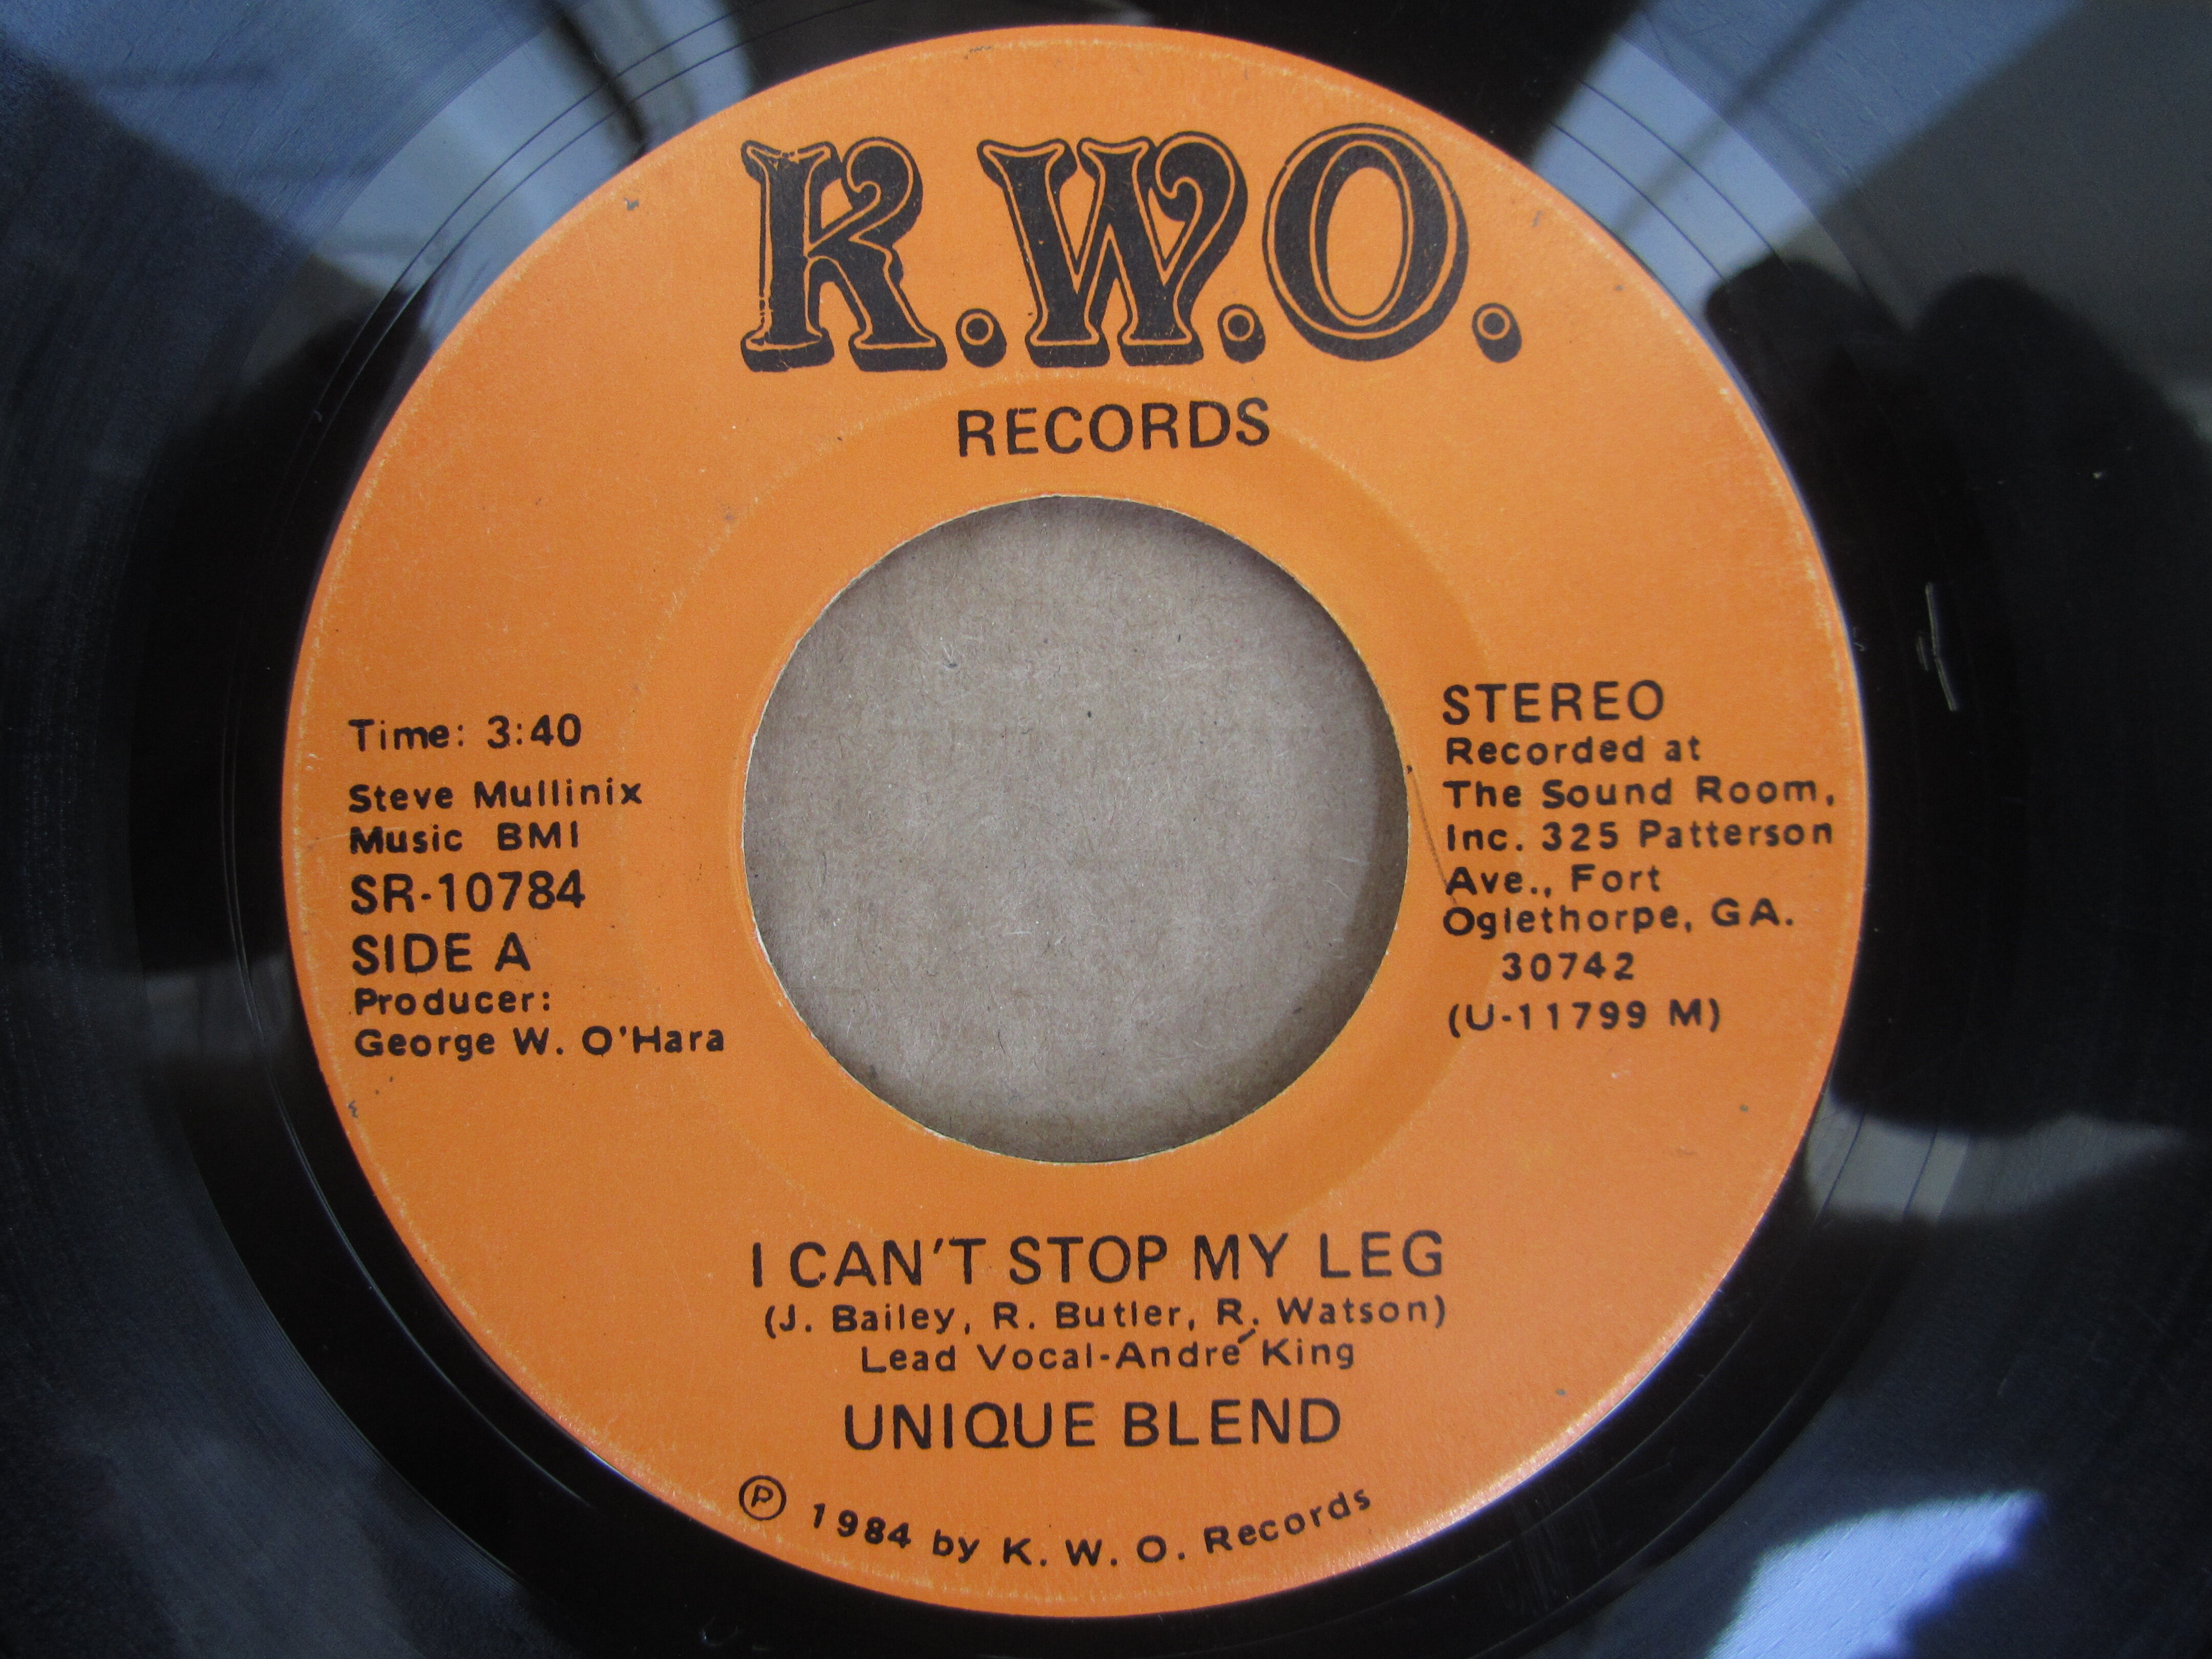 K.W.O.
RECORDS
Time: 3:40
Steve Mullinix
Music BMI
SR-10784
SIDE A
Producer:
George W. O'Hara
STEREO
Recorded at
The Sound Room,
Inc. 325 Patterson
Ave., Fort
Oglethorpe, GA.
30742
(U-11799 M)
I CAN'T STOP MY LEG
(J. Bailey, R. Butler, R. Watson)
Lead Vocal-André King
UNIQUE BLEND
℗ 1984 by K. W. O. Records